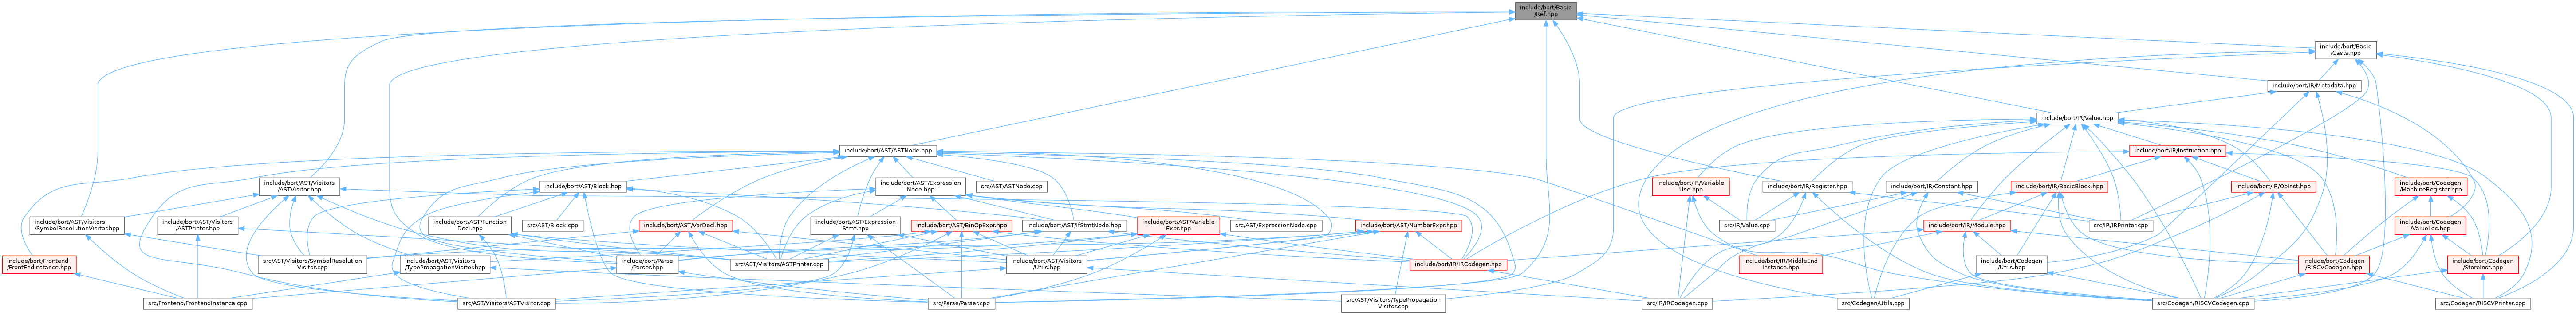 include/bort/Basic
/Ref.hpp
include/bort/Basic
/Casts.hpp
include/bort/IR/Metadata.hpp
include/bort/IR/Value.hpp
include/bort/AST/ASTNode.hpp
include/bort/IR/Instruction.hpp
include/bort/AST/Visitors
/ASTVisitor.hpp
include/bort/AST/Block.hpp
include/bort/AST/Expression
Node.hpp
src/AST/ASTNode.cpp
include/bort/IR/Variable
Use.hpp
include/bort/IR/Register.hpp
include/bort/IR/Constant.hpp
include/bort/IR/BasicBlock.hpp
include/bort/IR/OpInst.hpp
include/bort/Codegen
/MachineRegister.hpp
include/bort/AST/Visitors
/SymbolResolutionVisitor.hpp
include/bort/AST/Visitors
/ASTPrinter.hpp
include/bort/AST/Function
Decl.hpp
src/AST/Block.cpp
include/bort/AST/VarDecl.hpp
include/bort/AST/Expression
Stmt.hpp
include/bort/AST/BinOpExpr.hpp
include/bort/AST/IfStmtNode.hpp
include/bort/AST/Variable
Expr.hpp
src/AST/ExpressionNode.cpp
include/bort/AST/NumberExpr.hpp
src/IR/Value.cpp
include/bort/IR/Module.hpp
src/IR/IRPrinter.cpp
include/bort/Codegen
/ValueLoc.hpp
include/bort/Frontend
/FrontEndInstance.hpp
src/AST/Visitors/SymbolResolution
Visitor.cpp
include/bort/AST/Visitors
/TypePropagationVisitor.hpp
include/bort/Parse
/Parser.hpp
src/AST/Visitors/ASTPrinter.cpp
include/bort/AST/Visitors
/Utils.hpp
include/bort/IR/IRCodegen.hpp
include/bort/IR/MiddleEnd
Instance.hpp
include/bort/Codegen
/Utils.hpp
include/bort/Codegen
/RISCVCodegen.hpp
include/bort/Codegen
/StoreInst.hpp
src/Frontend/FrontendInstance.cpp
src/AST/Visitors/ASTVisitor.cpp
src/Parse/Parser.cpp
src/AST/Visitors/TypePropagation
Visitor.cpp
src/IR/IRCodegen.cpp
src/Codegen/Utils.cpp
src/Codegen/RISCVCodegen.cpp
src/Codegen/RISCVPrinter.cpp